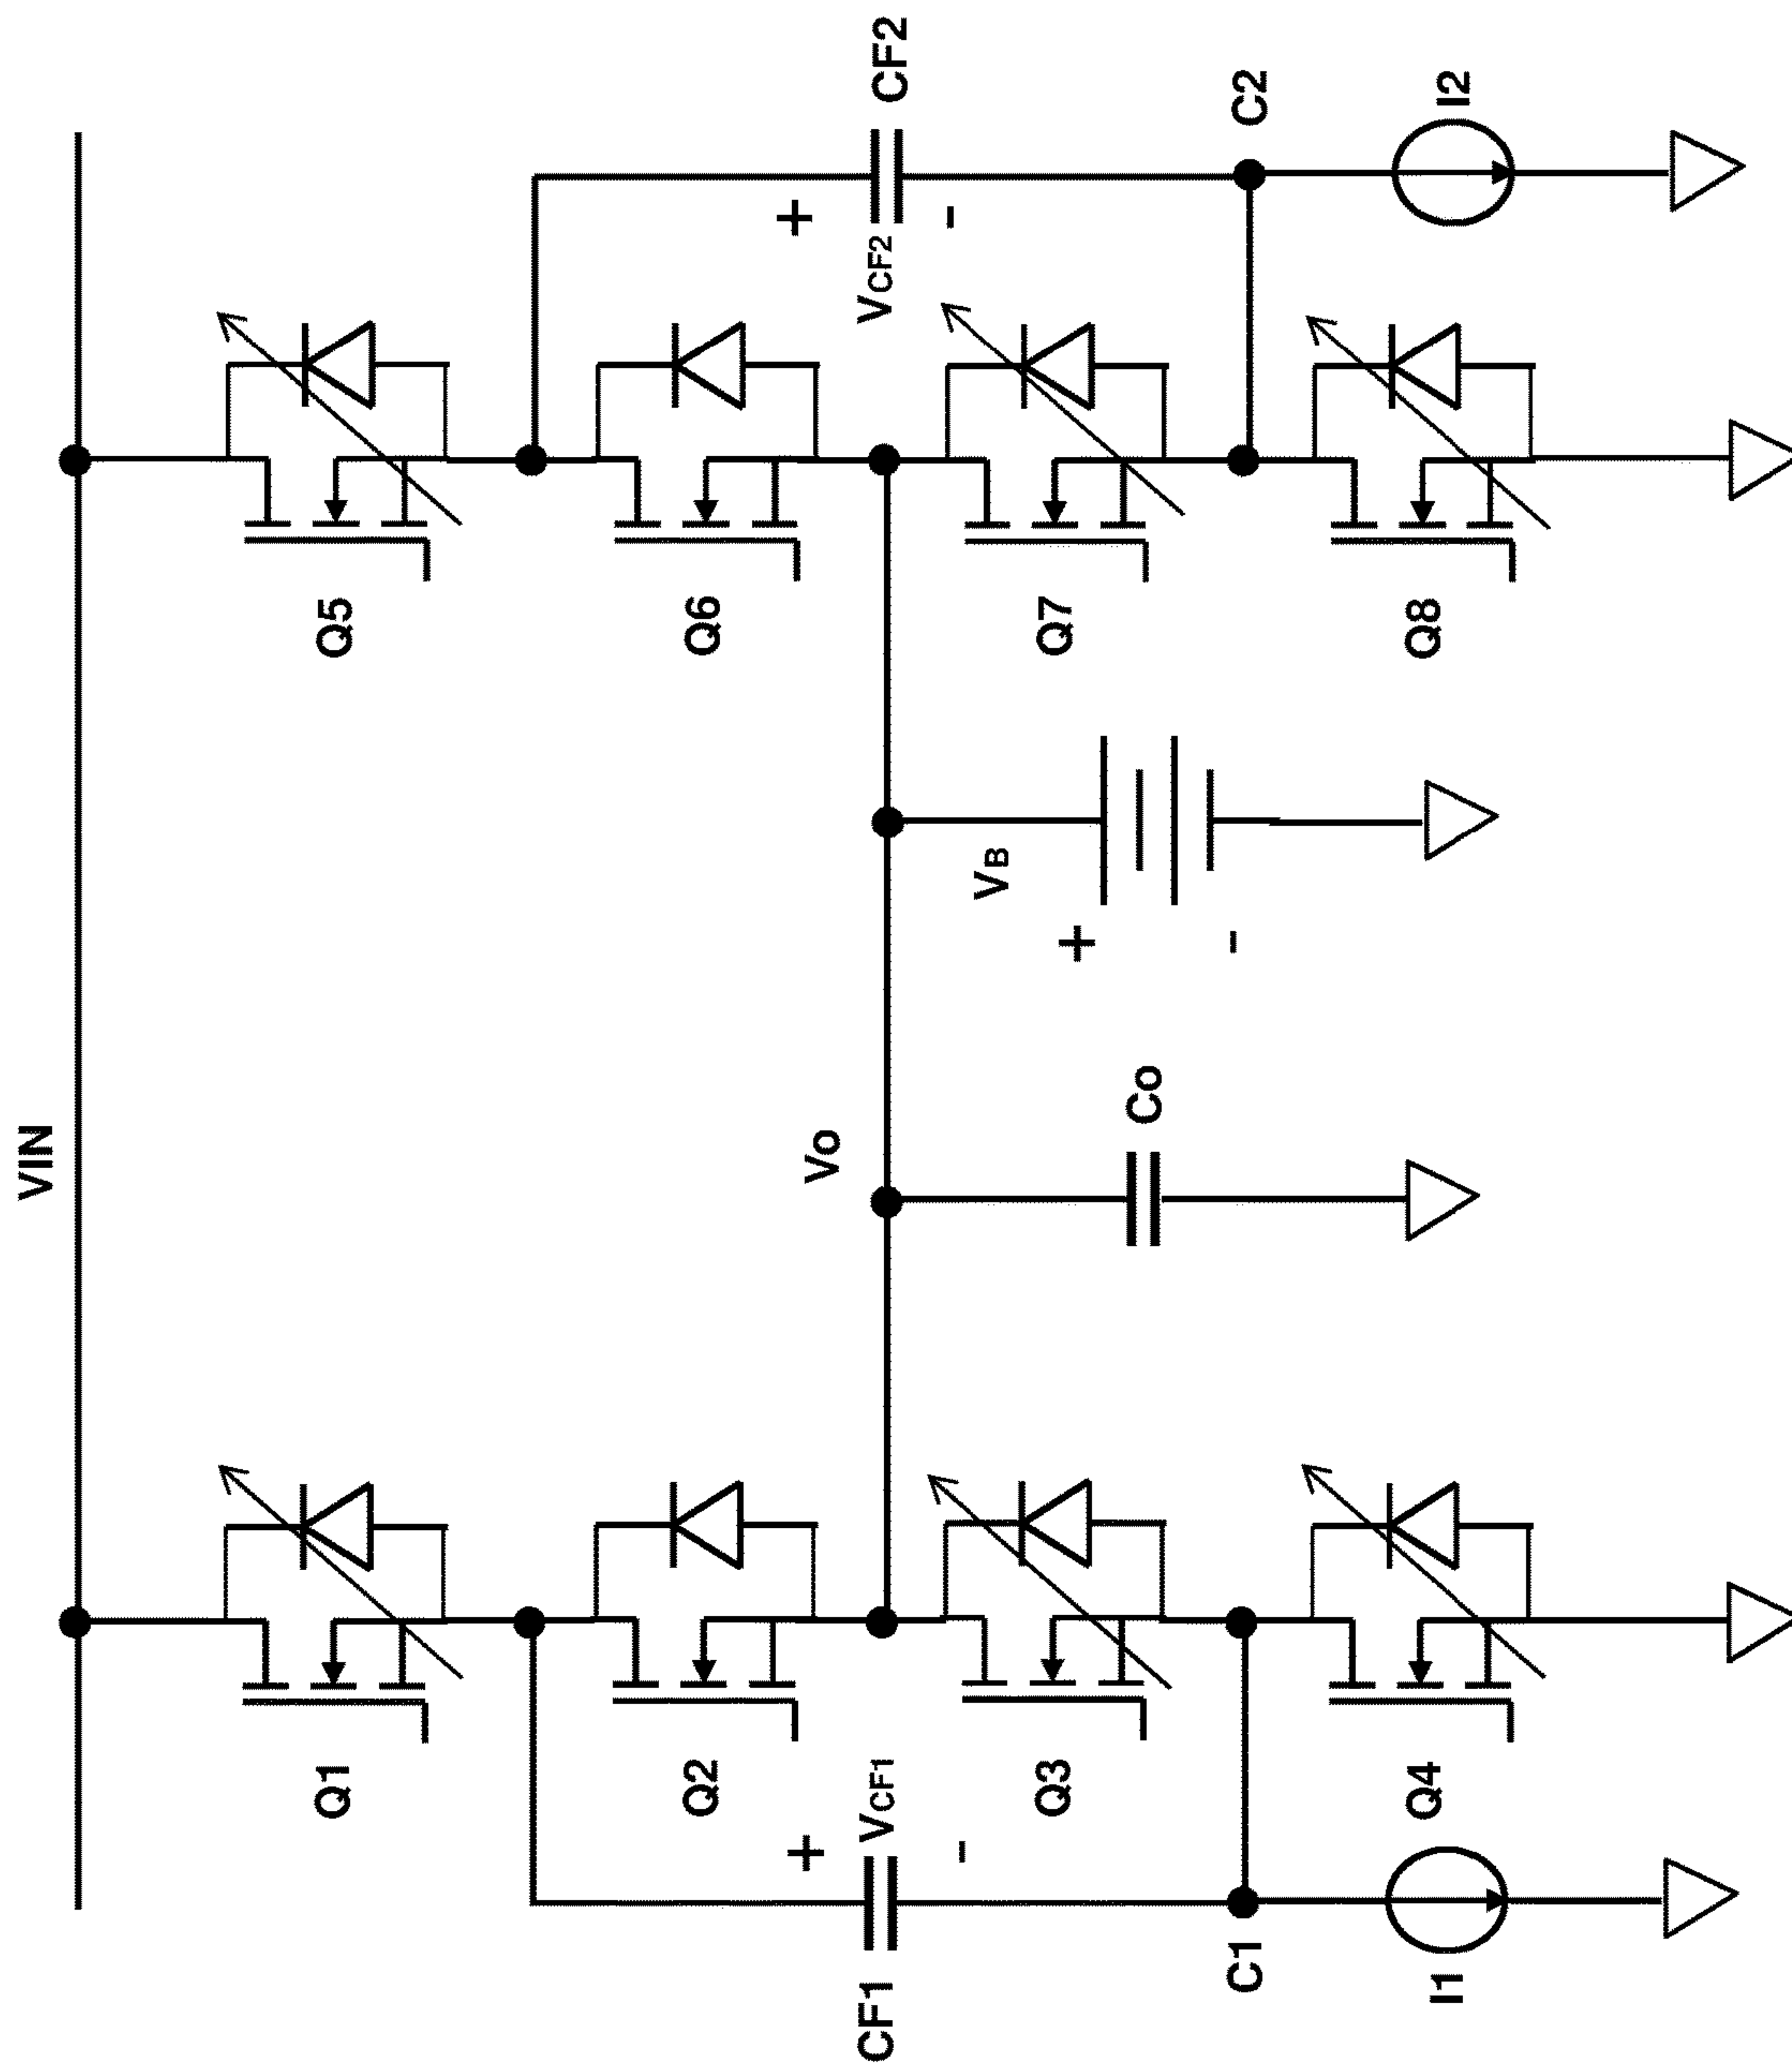 VIN
Q1
Q5
CF2
+
VCF2
-
Q2
Q6
Vo
CF1
+
VCF1
-
Q3
Q7
VB
+
-
Co
C1
C2
Q4
Q8
I1
I2